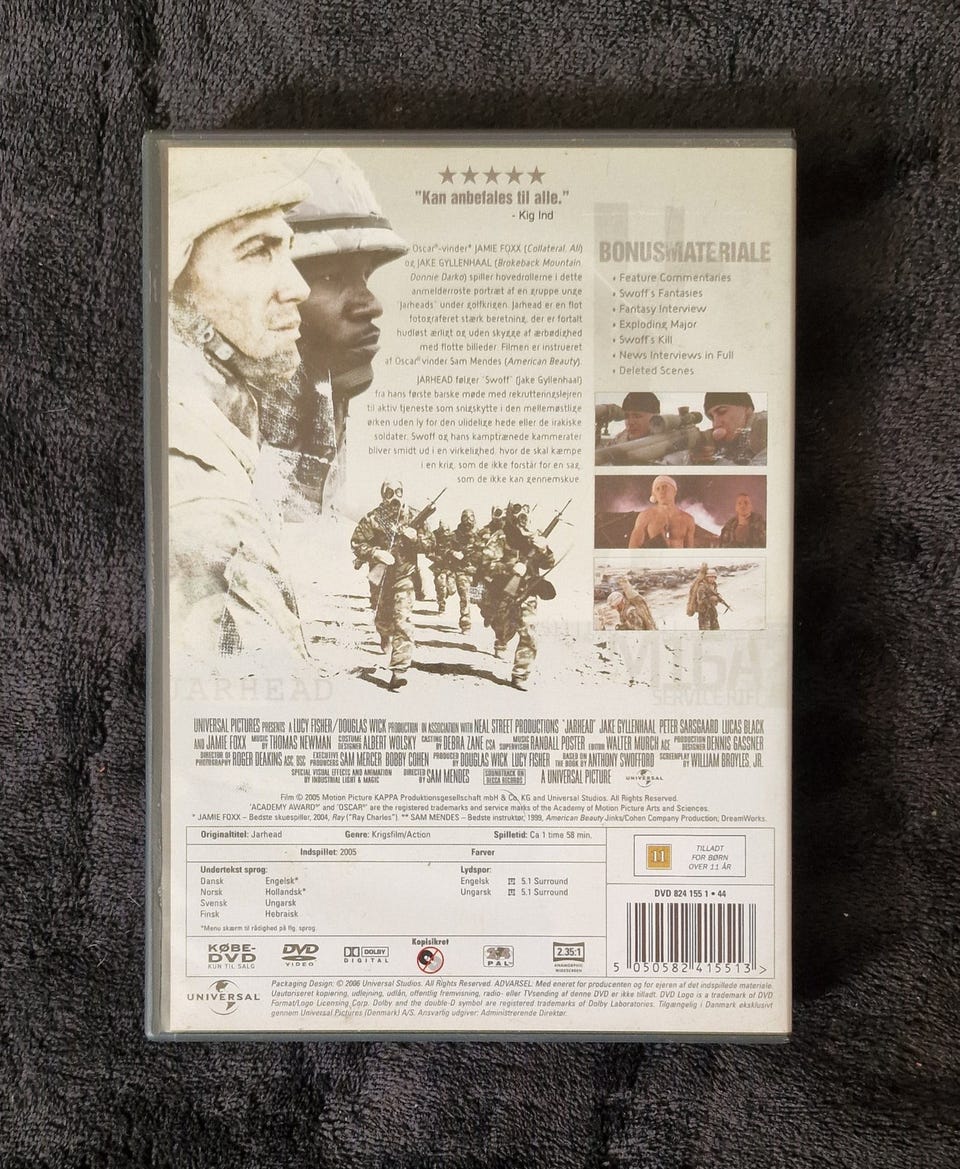 "Kan anbefales til alle."
- Kig Ind
Oscar®-vinder* JAMIE FOXX (Collateral, Ali)
og JAKE GYLLENHAAL (Brokeback Mountain,
Donnie Darko) spiller hovedrollerne i dette
anmelderroste portræt af en gruppe unge
"Jarheads" under golfkrigen. Jarhead er en flot
fotograferet stærk beretning, der er fortalt
hudløst ærligt og uden skygge af ærbødighed
med flotte billeder. Filmen er instrueret
af Oscar®vinder Sam Mendes (American Beauty).
JARHEAD følger "Swoff" (Jake Gyllenhaal)
fra hans første barske møde med rekrutteringslejren
til aktiv tjeneste som snigskytte i den mellemøstlige
ørken uden ly for den ulidelige hede eller de irakiske
soldater. Swoff og hans kamptrænede kammerater
bliver smidt ud i en virkelighed, hvor de skal kæmpe
i en krig, som de ikke forstår for en sag,
som de ikke kan gennemskue.
BONUSMATERIALE
• Feature Commentaries
• Swoff's Fantasies
• Fantasy Interview
• Exploding Major
• Swoff's Kill
• News Interviews in Full
• Deleted Scenes
JARHEAD
M16A
SERVICE RIFL
UNIVERSAL PICTURES PRESENTS A LUCY FISHER/DOUGLAS WICK PRODUCTION IN ASSOCIATION WITH NEAL STREET PRODUCTIONS "JARHEAD" JAKE GYLLENHAAL PETER SARSGAARD LUCAS BLACK
AND JAMIE FOXX MUSIC BY THOMAS NEWMAN COSTUME DESIGNER ALBERT WOLSKY CASTING BY DEBRA ZANE CSA MUSIC SUPERVISOR RANDALL POSTER EDITOR WALTER MURCH ACE PRODUCTION DESIGNER DENNIS GASSNER
DIRECTOR OF PHOTOGRAPHY ROGER DEAKINS ASC, BSC EXECUTIVE PRODUCERS SAM MERCER BOBBY COHEN PRODUCED BY DOUGLAS WICK LUCY FISHER BASED ON THE BOOK BY ANTHONY SWOFFORD SCREENPLAY BY WILLIAM BROYLES, JR.
SPECIAL VISUAL EFFECTS AND ANIMATION BY INDUSTRIAL LIGHT & MAGIC DIRECTED BY SAM MENDES SOUNDTRACK ON DECCA RECORDS A UNIVERSAL PICTURE UNIVERSAL
Film © 2005 Motion Picture KAPPA Produktionsgesellschaft mbH & Co. KG and Universal Studios. All Rights Reserved.
'ACADEMY AWARD®' and 'OSCAR®' are the registered trademarks and service marks of the Academy of Motion Picture Arts and Sciences.
* JAMIE FOXX – Bedste skuespiller, 2004, Ray ("Ray Charles"). ** SAM MENDES – Bedste instruktør, 1999, American Beauty Jinks/Cohen Company Production; DreamWorks.
Originaltitel: Jarhead Genre: Krigsfilm/Action Spilletid: Ca 1 time 58 min.
Indspillet: 2005 Farver
Undertekst sprog:
Dansk Engelsk*
Norsk Hollandsk*
Svensk Ungarsk
Finsk Hebraisk
*Menu skærm til rådighed på flg. sprog.
Lydspor:
Engelsk 5.1 Surround
Ungarsk 5.1 Surround
11
TILLADT
FOR BØRN
OVER 11 ÅR
DVD 824 155 1 • 44
5 050582 415513 >
KØBE-
DVD
KUN TIL SALG
DVD
VIDEO
DOLBY
DIGITAL
Kopisikret
PAL
2.35:1
ANAMORPHIC
WIDESCREEN
UNIVERSAL
Packaging Design: © 2006 Universal Studios. All Rights Reserved. ADVARSEL: Med eneret for producenten og for ejeren af det indspillede materiale.
Uautoriseret kopiering, udlejning, udlån, offentlig fremvisning, radio- eller TVsending af denne DVD er ikke tilladt. DVD Logo is a trademark of DVD
Format/Logo Licensing Corp. Dolby and the double-D symbol are registered trademarks of Dolby Laboratories. Tilgængelig i Danmark eksklusivt
gennem Universal Pictures (Denmark) A/S. Ansvarlig udgiver: Administrerende Direktør.